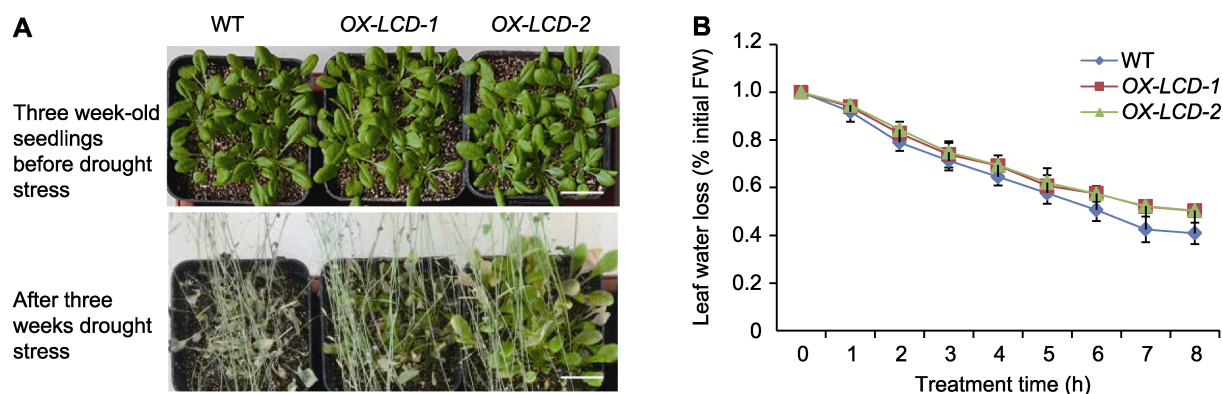 A
WT
OX-LCD-1
OX-LCD-2
Three week-old
seedlings
before drought
stress
After three
weeks drought
stress
B
Leaf water loss (% initial FW)
1.2
1.0
0.8
0.6
0.4
0.2
0
WT
OX-LCD-1
OX-LCD-2
0 1 2 3 4 5 6 7 8
Treatment time (h)